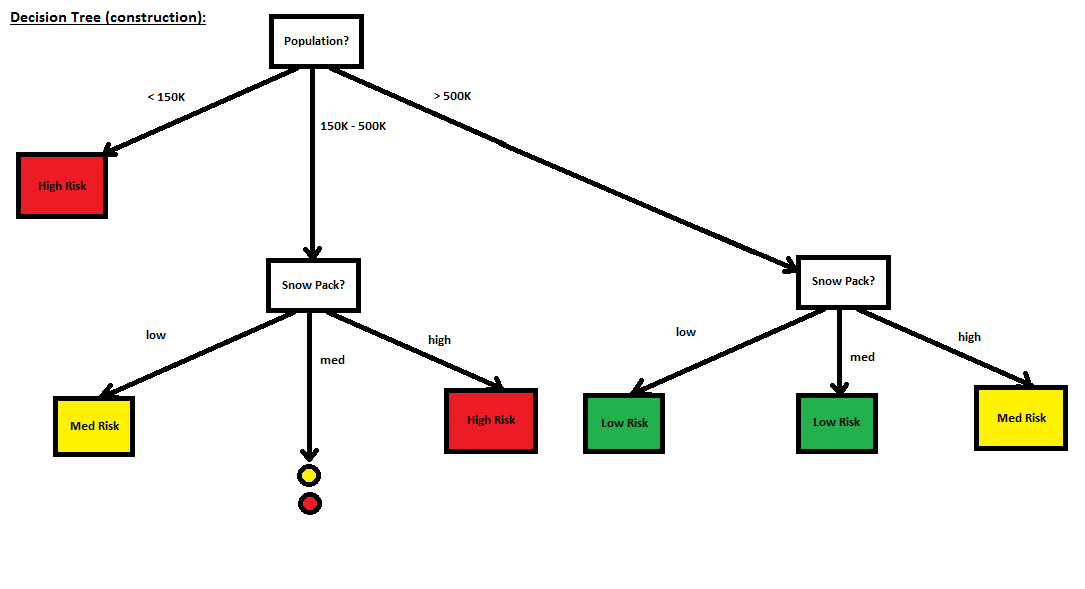 Decision Tree (construction):
Population?
< 150K
> 500K
150K - 500K
High Risk
Snow Pack?
Snow Pack?
low
med
high
low
med
high
Med Risk
High Risk
Low Risk
Low Risk
Med Risk